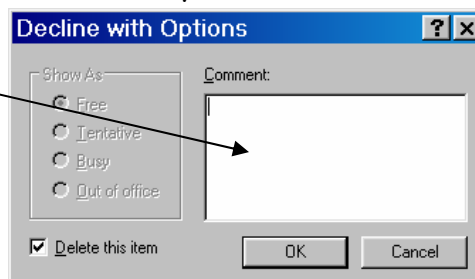 Decline with Options
Show As
Free
Tentative
Busy
Out of office
Comment:
Delete this item
OK
Cancel